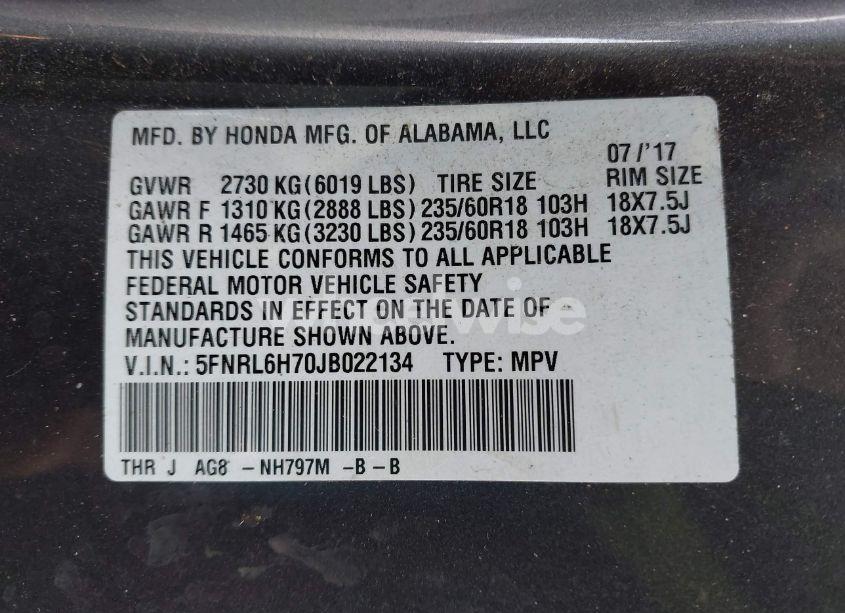 MFD. BY HONDA MFG. OF ALABAMA, LLC
07 /'17
GVWR 2730 KG (6019 LBS) TIRE SIZE RIM SIZE
GAWR F 1310 KG (2888 LBS) 235/60R18 103H 18X7.5J
GAWR R 1465 KG (3230 LBS) 235/60R18 103H 18X7.5J
THIS VEHICLE CONFORMS TO ALL APPLICABLE
FEDERAL MOTOR VEHICLE SAFETY
STANDARDS IN EFFECT ON THE DATE OF
MANUFACTURE SHOWN ABOVE.
V.I.N.: 5FNRL6H70JB022134 TYPE: MPV
THR J AG8 - NH797M - B - B